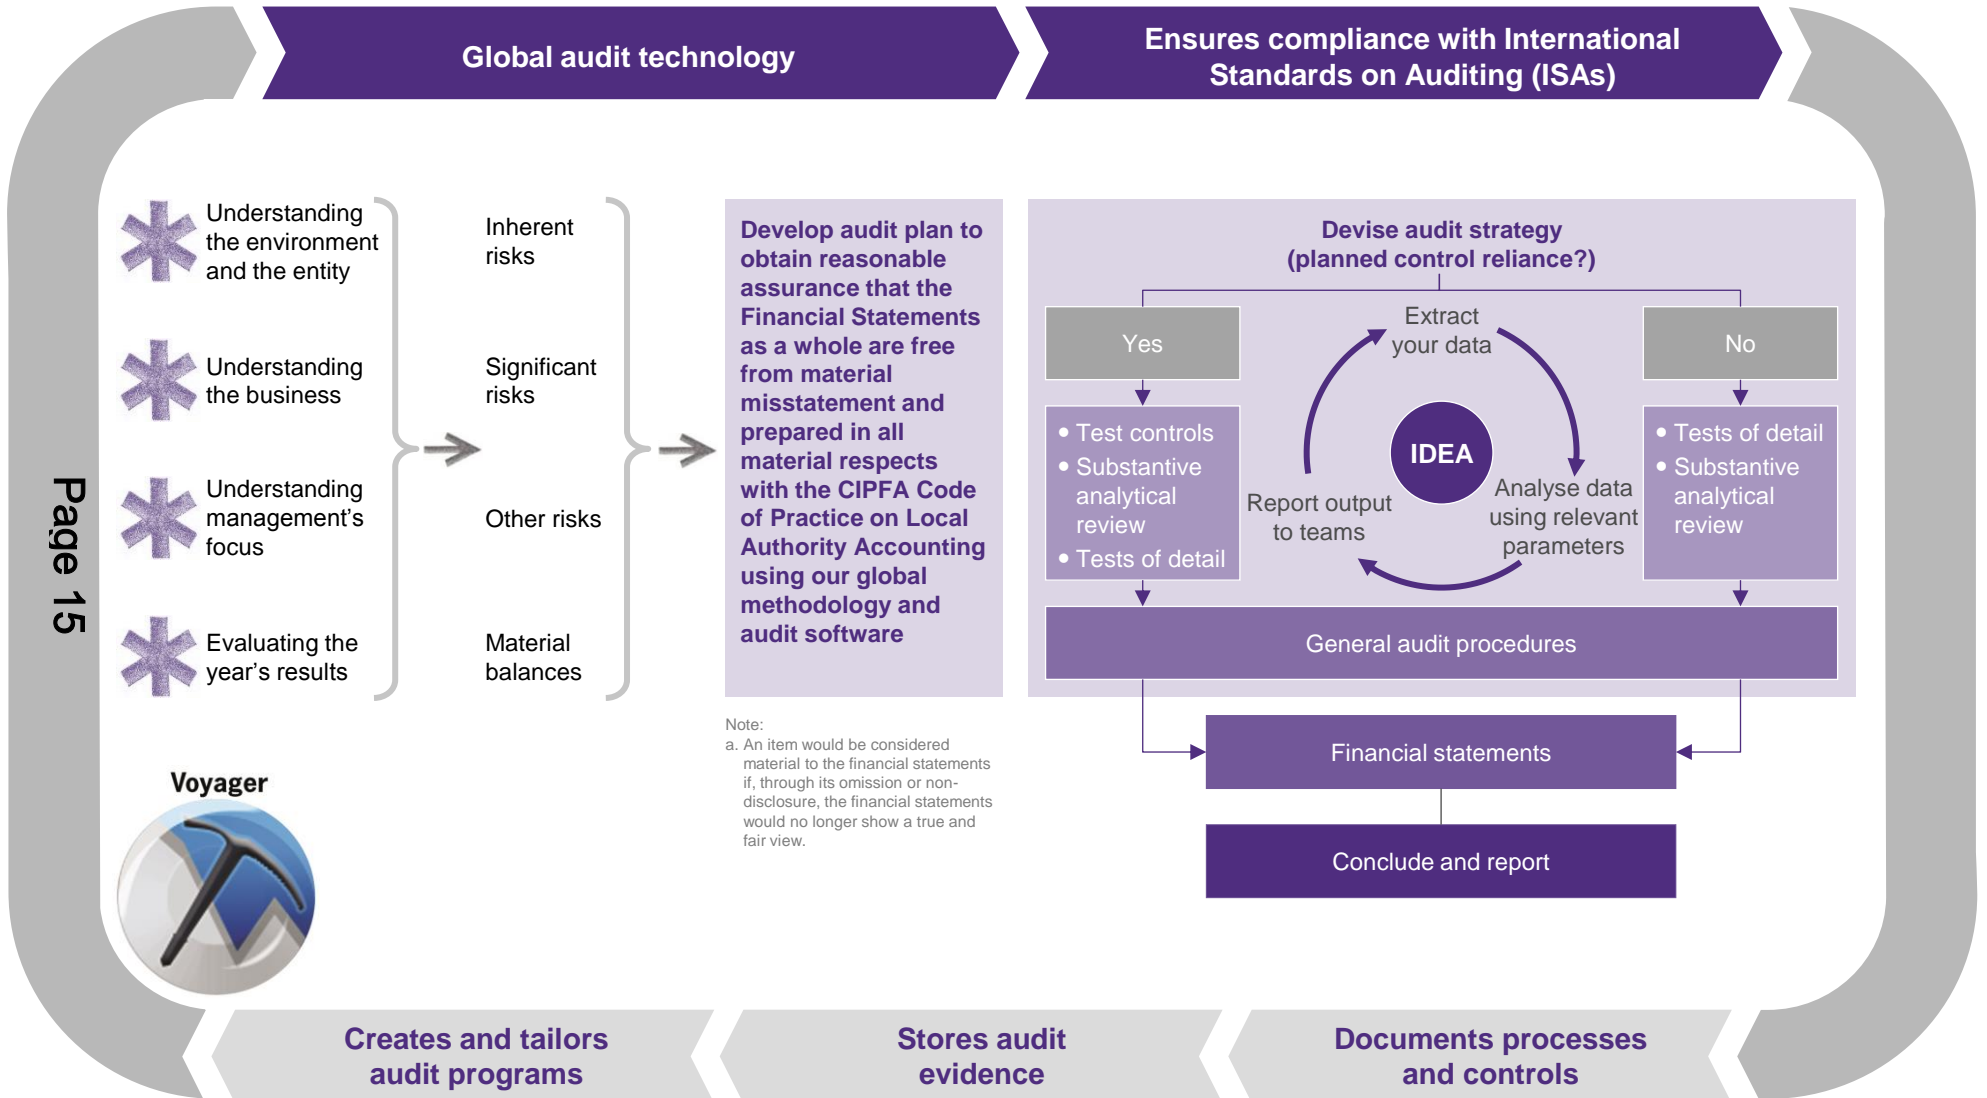 Global audit technology
Ensures compliance with International
Standards on Auditing (ISAs)
Page 15
Understanding
the environment
and the entity
Understanding
the business
Understanding
management’s
focus
Evaluating the
year’s results
Inherent
risks
Significant
risks
Other risks
Material
balances
Develop audit plan to
obtain reasonable
assurance that the
Financial Statements
as a whole are free
from material
misstatement and
prepared in all
material respects
with the CIPFA Code
of Practice on Local
Authority Accounting
using our global
methodology and
audit software
Note:
a. An item would be considered
material to the financial statements
if, through its omission or non-
disclosure, the financial statements
would no longer show a true and
fair view.
Devise audit strategy
(planned control reliance?)
Yes
• Test controls
• Substantive
analytical
review
• Tests of detail
Extract
your data
IDEA
Analyse data
using relevant
parameters
Report output
to teams
No
• Tests of detail
• Substantive
analytical
review
General audit procedures
Financial statements
Conclude and report
Voyager
Creates and tailors
audit programs
Stores audit
evidence
Documents processes
and controls